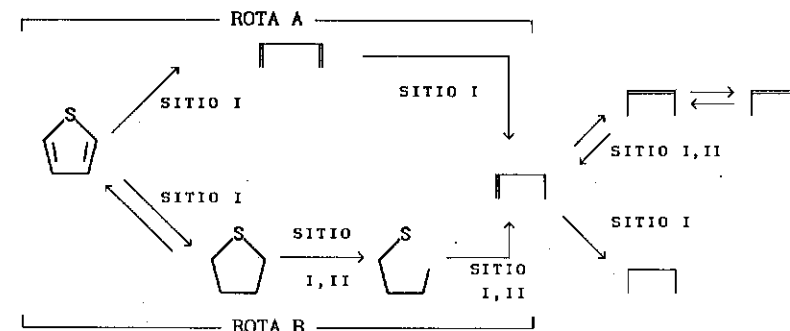 ROTA A
SITIO I
SITIO I
S
SITIO I, II
SITIO I
SITIO I
S
SITIO
I, II
S
SITIO
I, II
ROTA B